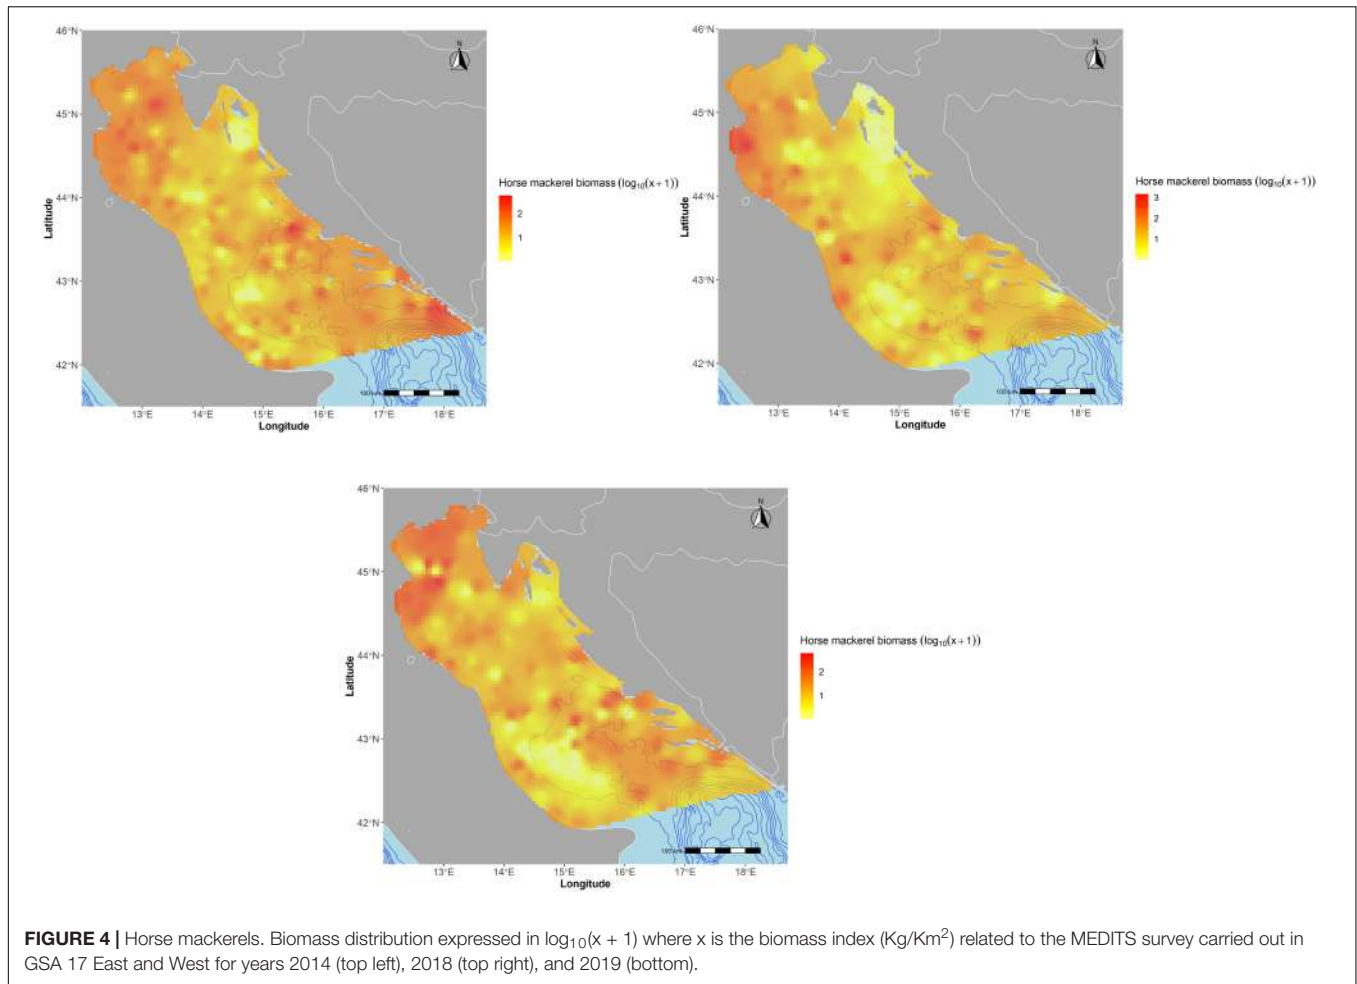 46°N
45°N
44°N
43°N
42°N
Latitude
N
13°E 14°E 15°E 16°E 17°E 18°E
Longitude
Horse mackerel biomass (log10(x+1))
2
1
46°N
45°N
44°N
43°N
42°N
Latitude
N
13°E 14°E 15°E 16°E 17°E 18°E
Longitude
Horse mackerel biomass (log10(x+1))
3
2
1
46°N
45°N
44°N
43°N
42°N
Latitude
N
13°E 14°E 15°E 16°E 17°E 18°E
Longitude
Horse mackerel biomass (log10(x+1))
2
1
FIGURE 4 | Horse mackerels. Biomass distribution expressed in log10(x + 1) where x is the biomass index (Kg/Km²) related to the MEDITS survey carried out in
GSA 17 East and West for years 2014 (top left), 2018 (top right), and 2019 (bottom).